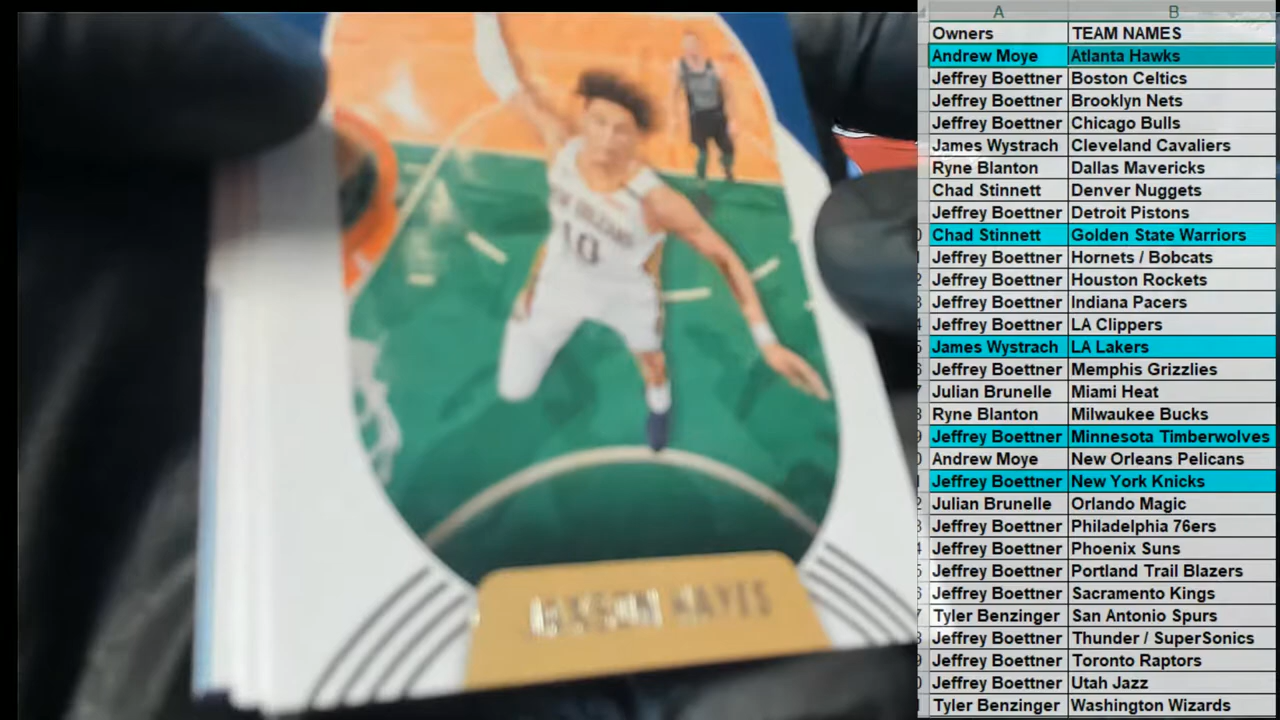 A B
Owners TEAM NAMES
Andrew Moye Atlanta Hawks
Jeffrey Boettner Boston Celtics
Jeffrey Boettner Brooklyn Nets
Jeffrey Boettner Chicago Bulls
James Wystrach Cleveland Cavaliers
Ryne Blanton Dallas Mavericks
Chad Stinnett Denver Nuggets
Jeffrey Boettner Detroit Pistons
Chad Stinnett Golden State Warriors
Jeffrey Boettner Hornets / Bobcats
Jeffrey Boettner Houston Rockets
Jeffrey Boettner Indiana Pacers
Jeffrey Boettner LA Clippers
James Wystrach LA Lakers
Jeffrey Boettner Memphis Grizzlies
Julian Brunelle Miami Heat
Ryne Blanton Milwaukee Bucks
Jeffrey Boettner Minnesota Timberwolves
Andrew Moye New Orleans Pelicans
Jeffrey Boettner New York Knicks
Julian Brunelle Orlando Magic
Jeffrey Boettner Philadelphia 76ers
Jeffrey Boettner Phoenix Suns
Jeffrey Boettner Portland Trail Blazers
Jeffrey Boettner Sacramento Kings
Tyler Benzinger San Antonio Spurs
Jeffrey Boettner Thunder / SuperSonics
Jeffrey Boettner Toronto Raptors
Jeffrey Boettner Utah Jazz
Tyler Benzinger Washington Wizards
10
HAYES